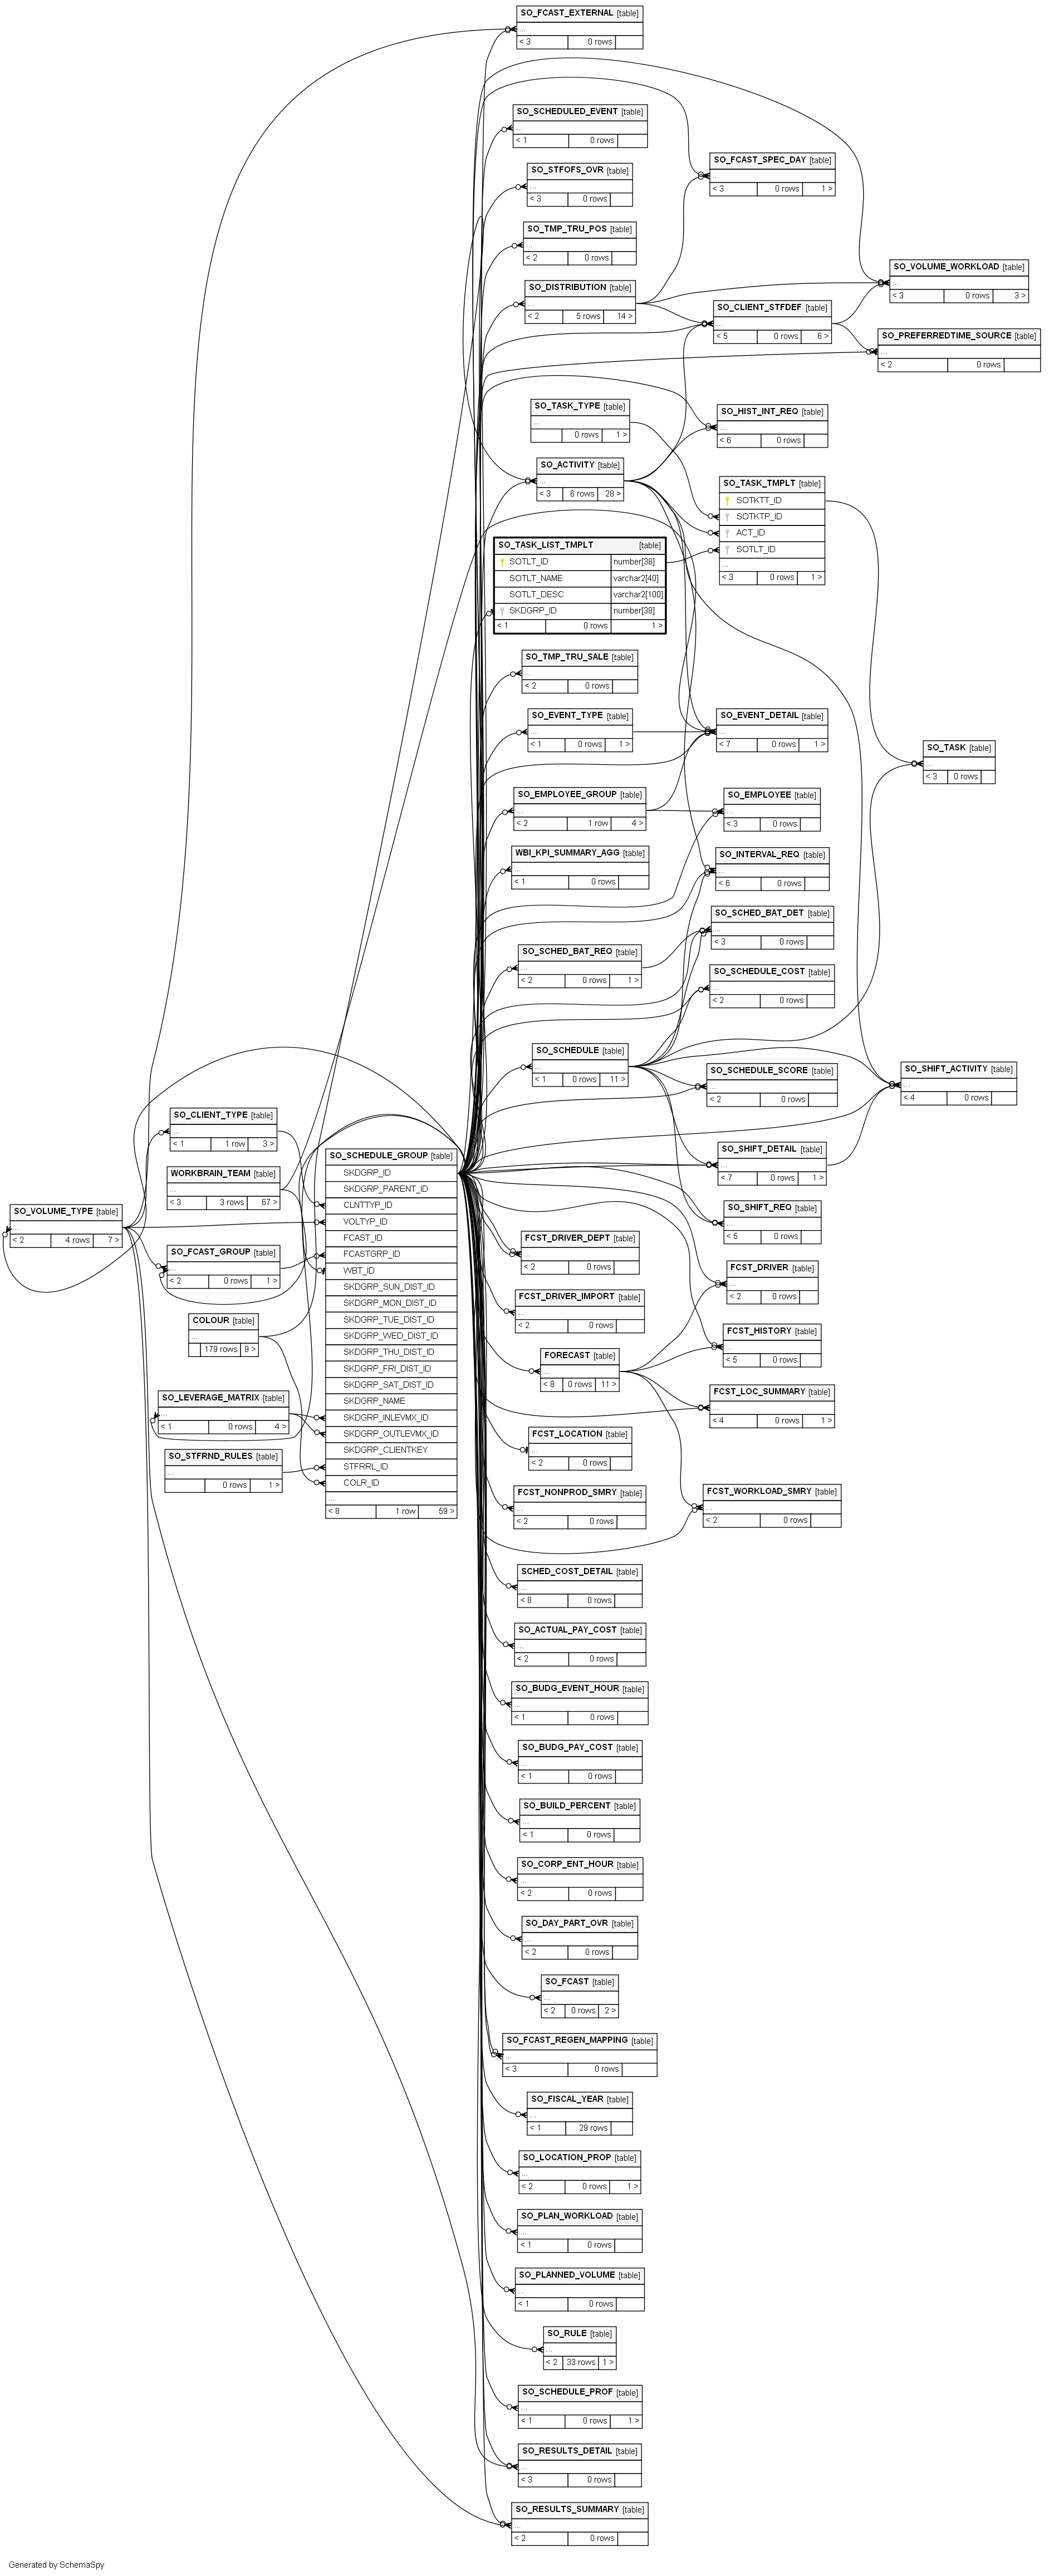 SO_FCAST_EXTERNAL [table]
...
< 3 0 rows
SO_SCHEDULED_EVENT [table]
...
< 1 0 rows
SO_STFOFS_OVR [table]
...
< 3 0 rows
SO_TMP_TRU_POS [table]
...
< 2 0 rows
SO_DISTRIBUTION [table]
...
< 2 5 rows 14 >
SO_FCAST_SPEC_DAY [table]
...
< 3 0 rows 1 >
SO_VOLUME_WORKLOAD [table]
...
< 3 0 rows 3 >
SO_CLIENT_STFDEF [table]
...
< 5 0 rows 6 >
SO_PREFERREDTIME_SOURCE [table]
...
< 2 0 rows
SO_TASK_TYPE [table]
...
0 rows 1 >
SO_HIST_INT_REQ [table]
...
< 6 0 rows
SO_ACTIVITY [table]
...
< 3 6 rows 28 >
SO_TASK_TMPLT [table]
SOTKTT_ID
SOTKTP_ID
ACT_ID
SOTLT_ID
...
< 3 0 rows 1 >
SO_TASK_LIST_TMPLT [table]
SOTLT_ID number[38]
SOTLT_NAME varchar2[40]
SOTLT_DESC varchar2[100]
SKDGRP_ID number[38]
< 1 0 rows 1 >
SO_TMP_TRU_SALE [table]
...
< 2 0 rows
SO_EVENT_TYPE [table]
...
< 1 0 rows 1 >
SO_EVENT_DETAIL [table]
...
< 7 0 rows 1 >
SO_TASK [table]
...
< 3 0 rows
SO_EMPLOYEE_GROUP [table]
...
< 2 1 row 4 >
SO_EMPLOYEE [table]
...
< 3 0 rows
WBI_KPI_SUMMARY_AGG [table]
...
< 1 0 rows
SO_INTERVAL_REQ [table]
...
< 6 0 rows
SO_SCHED_BAT_DET [table]
...
< 3 0 rows
SO_SCHED_BAT_REQ [table]
...
< 2 0 rows 1 >
SO_SCHEDULE_COST [table]
...
< 2 0 rows
SO_SCHEDULE [table]
...
< 1 0 rows 11 >
SO_SCHEDULE_SCORE [table]
...
< 2 0 rows
SO_SHIFT_ACTIVITY [table]
...
< 4 0 rows
SO_CLIENT_TYPE [table]
...
< 1 1 row 3 >
WORKBRAIN_TEAM [table]
...
< 3 3 rows 67 >
SO_VOLUME_TYPE [table]
...
< 2 4 rows 7 >
SO_FCAST_GROUP [table]
...
< 2 0 rows 1 >
COLOUR [table]
...
179 rows 9 >
SO_LEVERAGE_MATRIX [table]
...
< 1 0 rows 4 >
SO_STFRND_RULES [table]
...
0 rows 1 >
SO_SCHEDULE_GROUP [table]
SKDGRP_ID
SKDGRP_PARENT_ID
CLNTTYP_ID
VOLTYP_ID
FCAST_ID
FCASTGRP_ID
WBT_ID
SKDGRP_SUN_DIST_ID
SKDGRP_MON_DIST_ID
SKDGRP_TUE_DIST_ID
SKDGRP_WED_DIST_ID
SKDGRP_THU_DIST_ID
SKDGRP_FRI_DIST_ID
SKDGRP_SAT_DIST_ID
SKDGRP_NAME
SKDGRP_INLEVMX_ID
SKDGRP_OUTLEVMX_ID
SKDGRP_CLIENTKEY
STFRRL_ID
COLR_ID
...
< 8 1 row 59 >
SO_SHIFT_DETAIL [table]
...
< 7 0 rows 1 >
SO_SHIFT_REQ [table]
...
< 5 0 rows
FCST_DRIVER_DEPT [table]
...
< 2 0 rows
FCST_DRIVER [table]
...
< 2 0 rows
FCST_DRIVER_IMPORT [table]
...
< 2 0 rows
FCST_HISTORY [table]
...
< 5 0 rows
FORECAST [table]
...
< 8 0 rows 11 >
FCST_LOC_SUMMARY [table]
...
< 4 0 rows 1 >
FCST_LOCATION [table]
...
< 2 0 rows
FCST_NONPROD_SMRY [table]
...
< 2 0 rows
FCST_WORKLOAD_SMRY [table]
...
< 2 0 rows
SCHED_COST_DETAIL [table]
...
< 8 0 rows
SO_ACTUAL_PAY_COST [table]
...
< 2 0 rows
SO_BUDG_EVENT_HOUR [table]
...
< 1 0 rows
SO_BUDG_PAY_COST [table]
...
< 1 0 rows
SO_BUILD_PERCENT [table]
...
< 1 0 rows
SO_CORP_ENT_HOUR [table]
...
< 2 0 rows
SO_DAY_PART_OVR [table]
...
< 2 0 rows
SO_FCAST [table]
...
< 2 0 rows 2 >
SO_FCAST_REGEN_MAPPING [table]
...
< 3 0 rows
SO_FISCAL_YEAR [table]
...
< 1 29 rows
SO_LOCATION_PROP [table]
...
< 2 0 rows 1 >
SO_PLAN_WORKLOAD [table]
...
< 1 0 rows
SO_PLANNED_VOLUME [table]
...
< 1 0 rows
SO_RULE [table]
...
< 2 33 rows 1 >
SO_SCHEDULE_PROF [table]
...
< 1 0 rows 1 >
SO_RESULTS_DETAIL [table]
...
< 3 0 rows
SO_RESULTS_SUMMARY [table]
...
< 2 0 rows
Generated by SchemaSpy